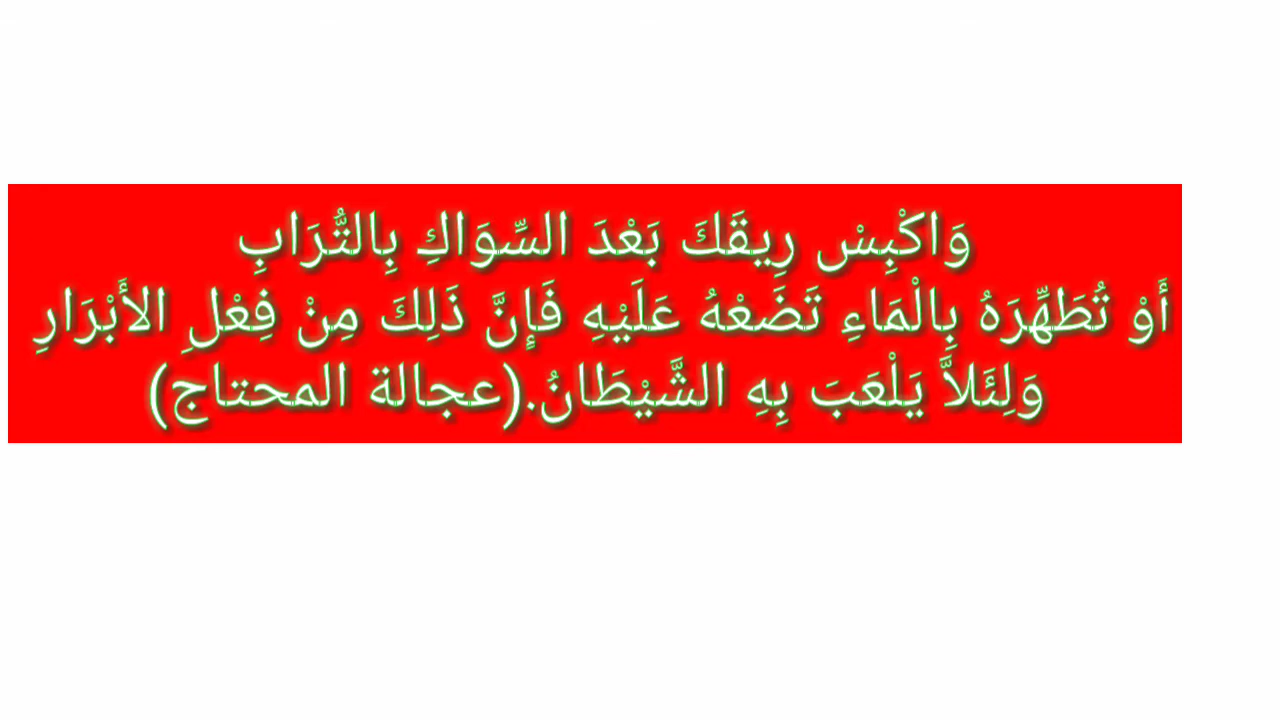 وَاكْبِسْ رِيقَكَ بَعْدَ السِّوَاكِ بِالتُّرَابِ
أَوْ تُطَهِّرَهُ بِالْمَاءِ تَضَعْهُ عَلَيْهِ فَإِنَّ ذَلِكَ مِنْ فِعْلِ الأَبْرَارِ
وَلِئَلاَّ يَلْعَبَ بِهِ الشَّيْطَانُ.(عجالة المحتاج)